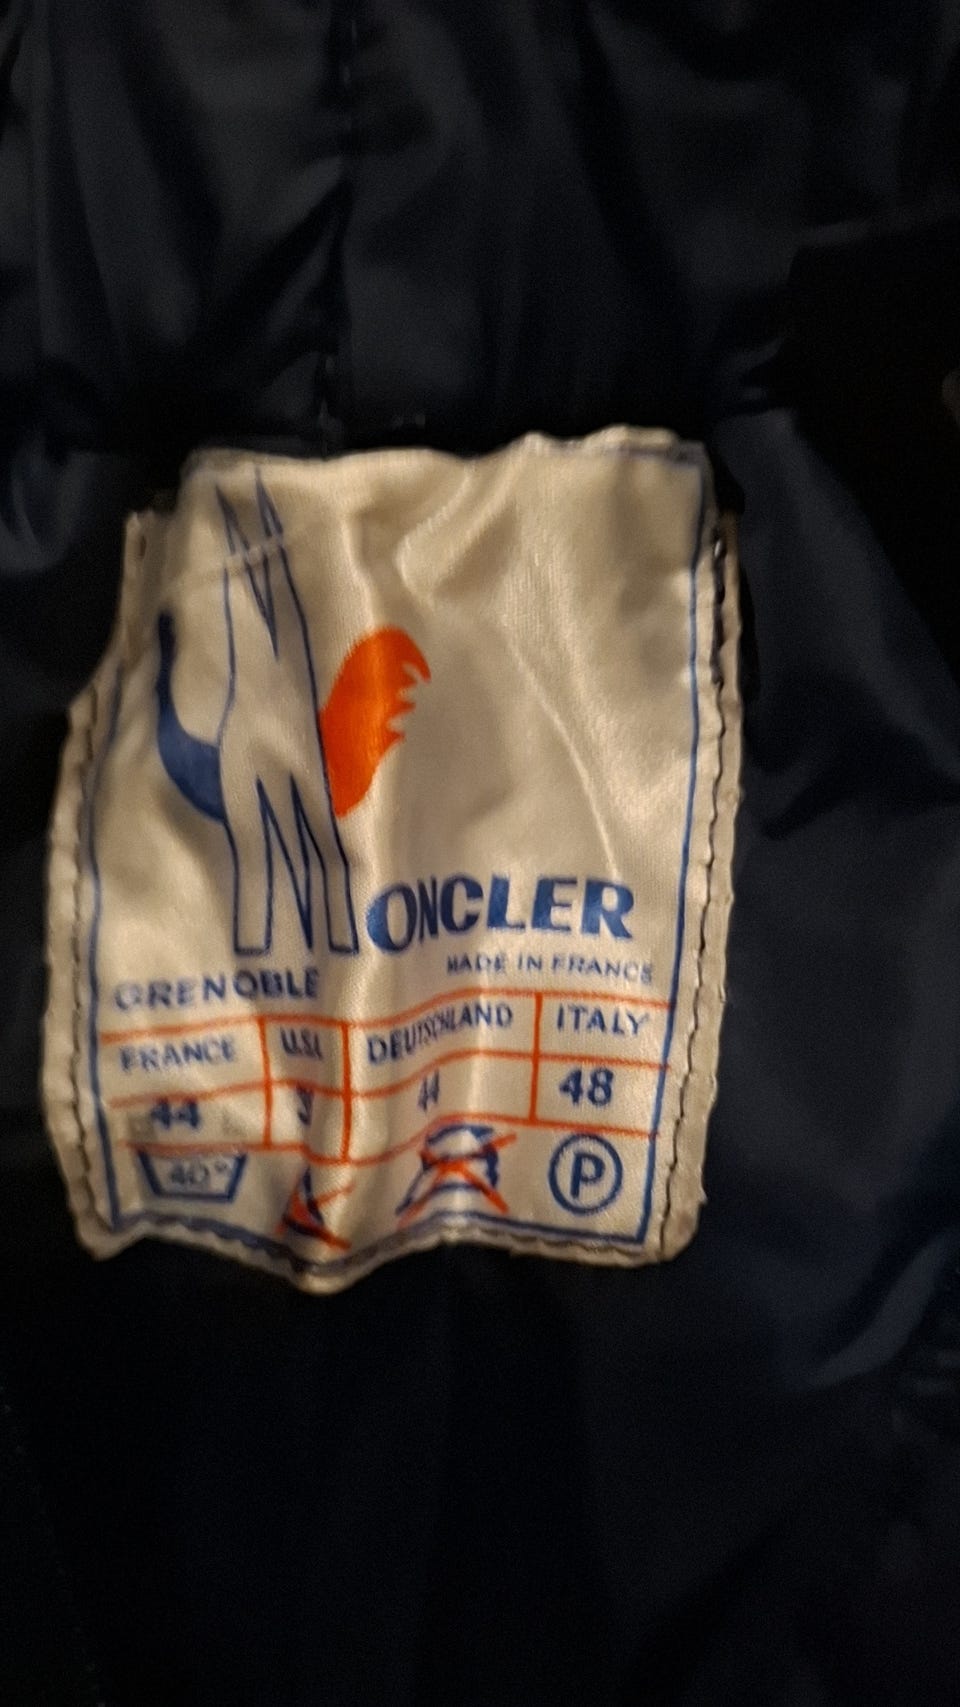 MONCLER
MADE IN FRANCE
GRENOBLE
FRANCE U.S.A DEUTSCHLAND ITALY
44 44 48
40° P